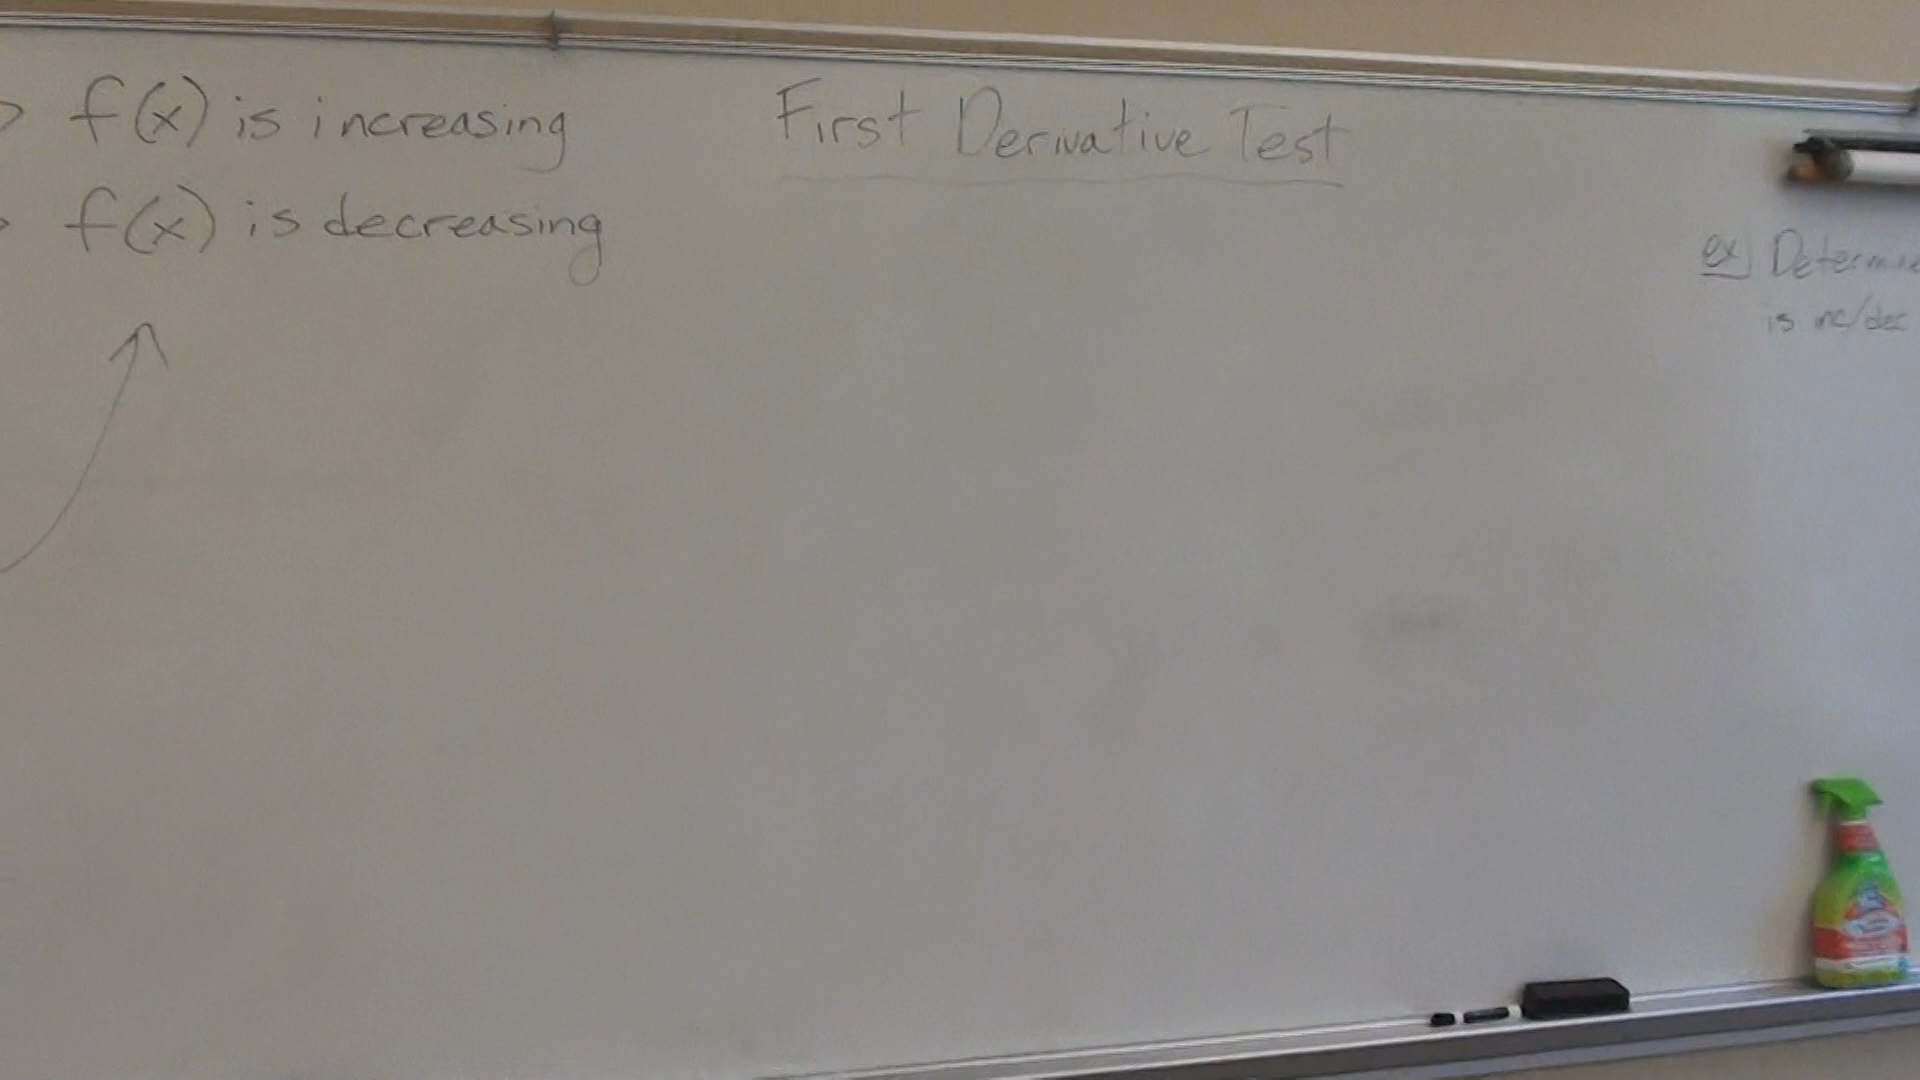 f(x) is increasing
f(x) is decreasing
First Derivative Test
ex) Determine
is inc/dec